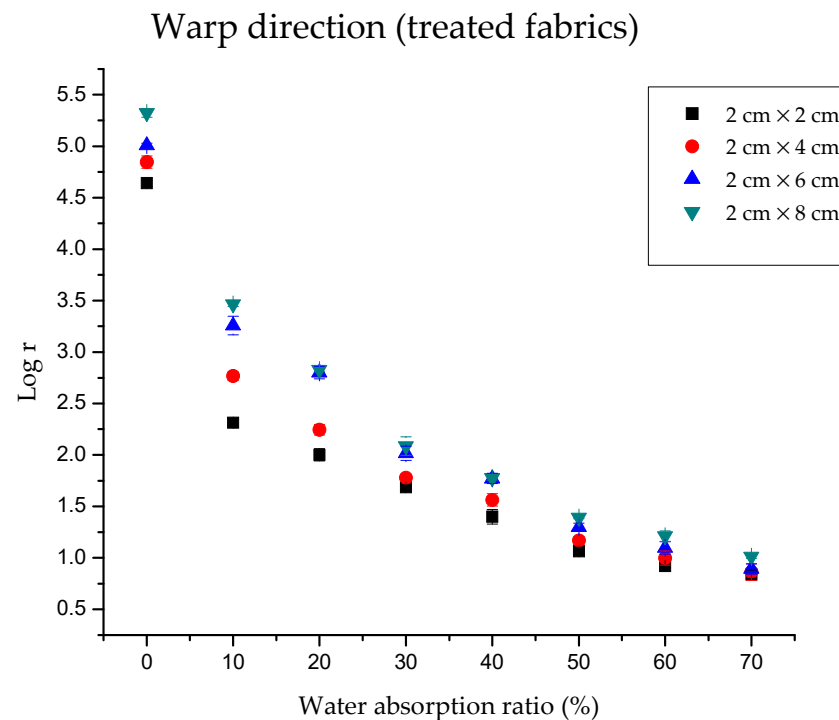 Warp direction (treated fabrics)
5.5
5.0
4.5
4.0
3.5
3.0
2.5
2.0
1.5
1.0
0.5
Log r
2 cm × 2 cm
2 cm × 4 cm
2 cm × 6 cm
2 cm × 8 cm
0 10 20 30 40 50 60 70
Water absorption ratio (%)